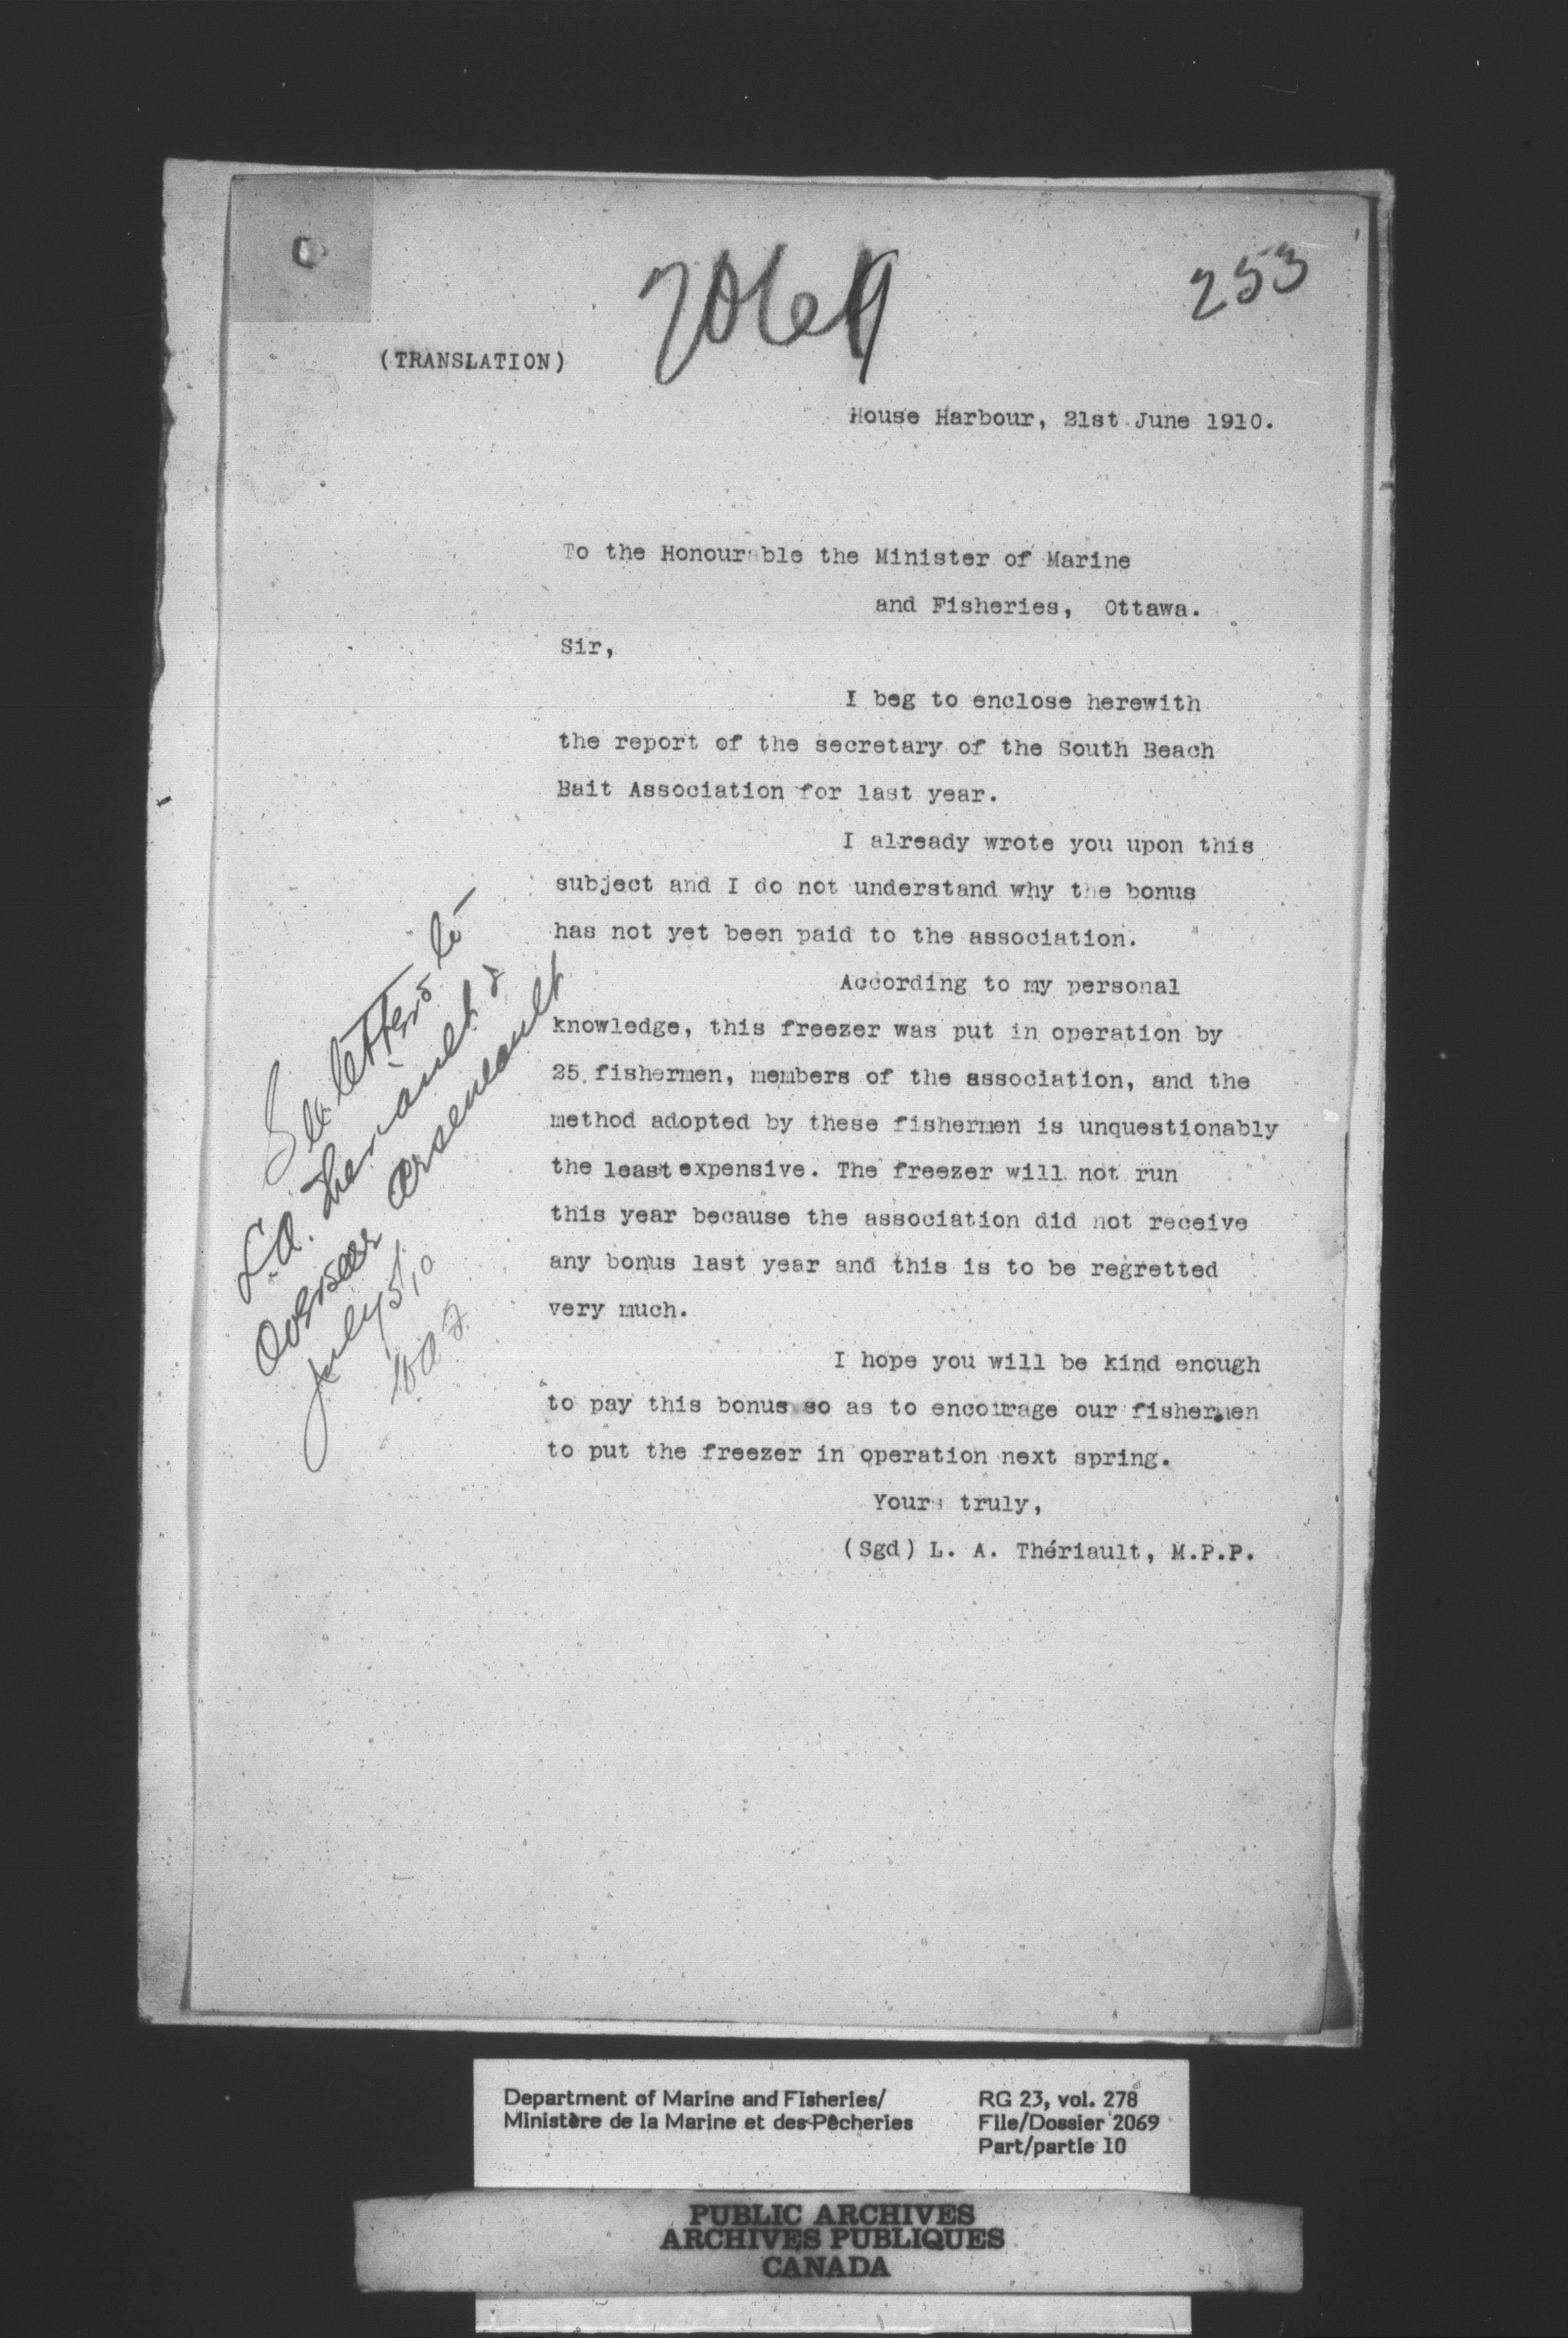 2069
253
(TRANSLATION)
House Harbour, 21st June 1910.
To the Honourable the Minister of Marine
and Fisheries, Ottawa.
Sir,
I beg to enclose herewith
the report of the secretary of the South Beach
Bait Association for last year.
I already wrote you upon this
subject and I do not understand why the bonus
has not yet been paid to the association.
According to my personal
knowledge, this freezer was put in operation by
25 fishermen, members of the association, and the
method adopted by these fishermen is unquestionably
the least expensive. The freezer will not run
this year because the association did not receive
any bonus last year and this is to be regretted
very much.
I hope you will be kind enough
to pay this bonus so as to encourage our fishermen
to put the freezer in operation next spring.
Yours truly,
(Sgd) L. A. Thériault, M.P.P.
See letters to
L.A. Theriault &
Overseer Arseneault
July 5/10
Department of Marine and Fisheries/
Ministère de la Marine et des Pêcheries
RG 23, vol. 278
File/Dossier 2069
Part/partie 10
PUBLIC ARCHIVES
ARCHIVES PUBLIQUES
CANADA